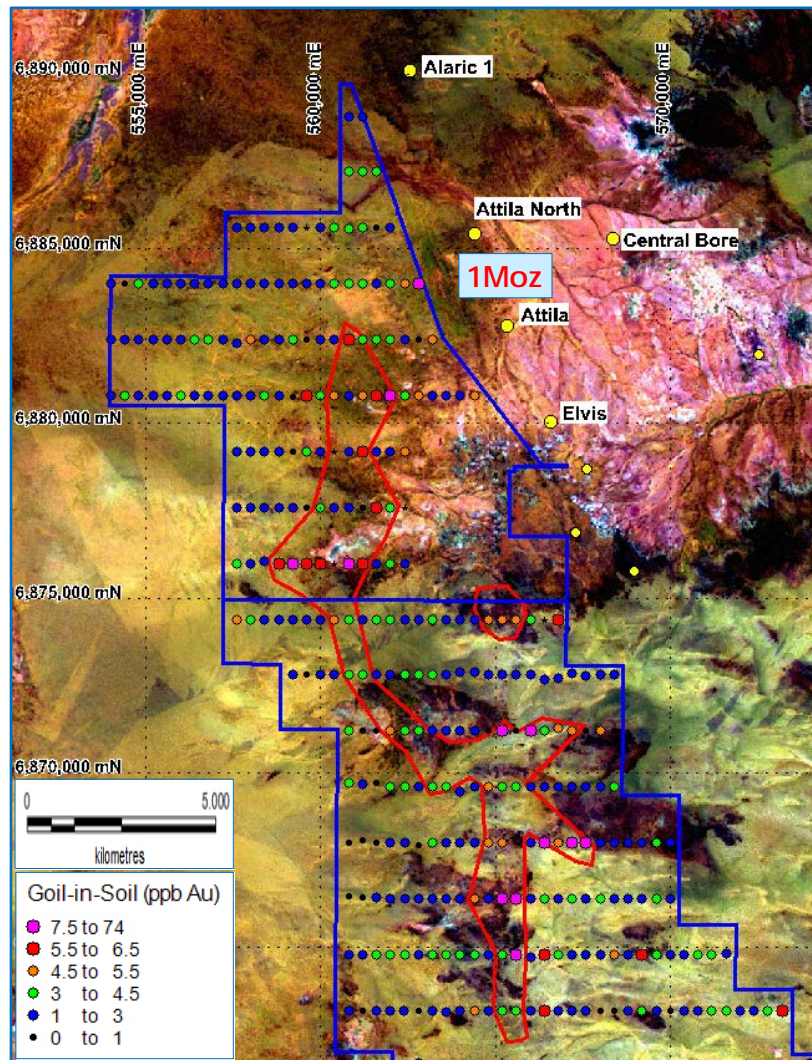 555,000 mE
560,000 mE
570,000 mE
6,890,000 mN
Alaric 1
Attila North
6,885,000 mN
Central Bore
1Moz
Attila
6,880,000 mN
Elvis
6,875,000 mN
6,870,000 mN
0 5.000
kilometres
Goil-in-Soil (ppb Au)
7.5 to 74
5.5 to 6.5
4.5 to 5.5
3 to 4.5
1 to 3
0 to 1